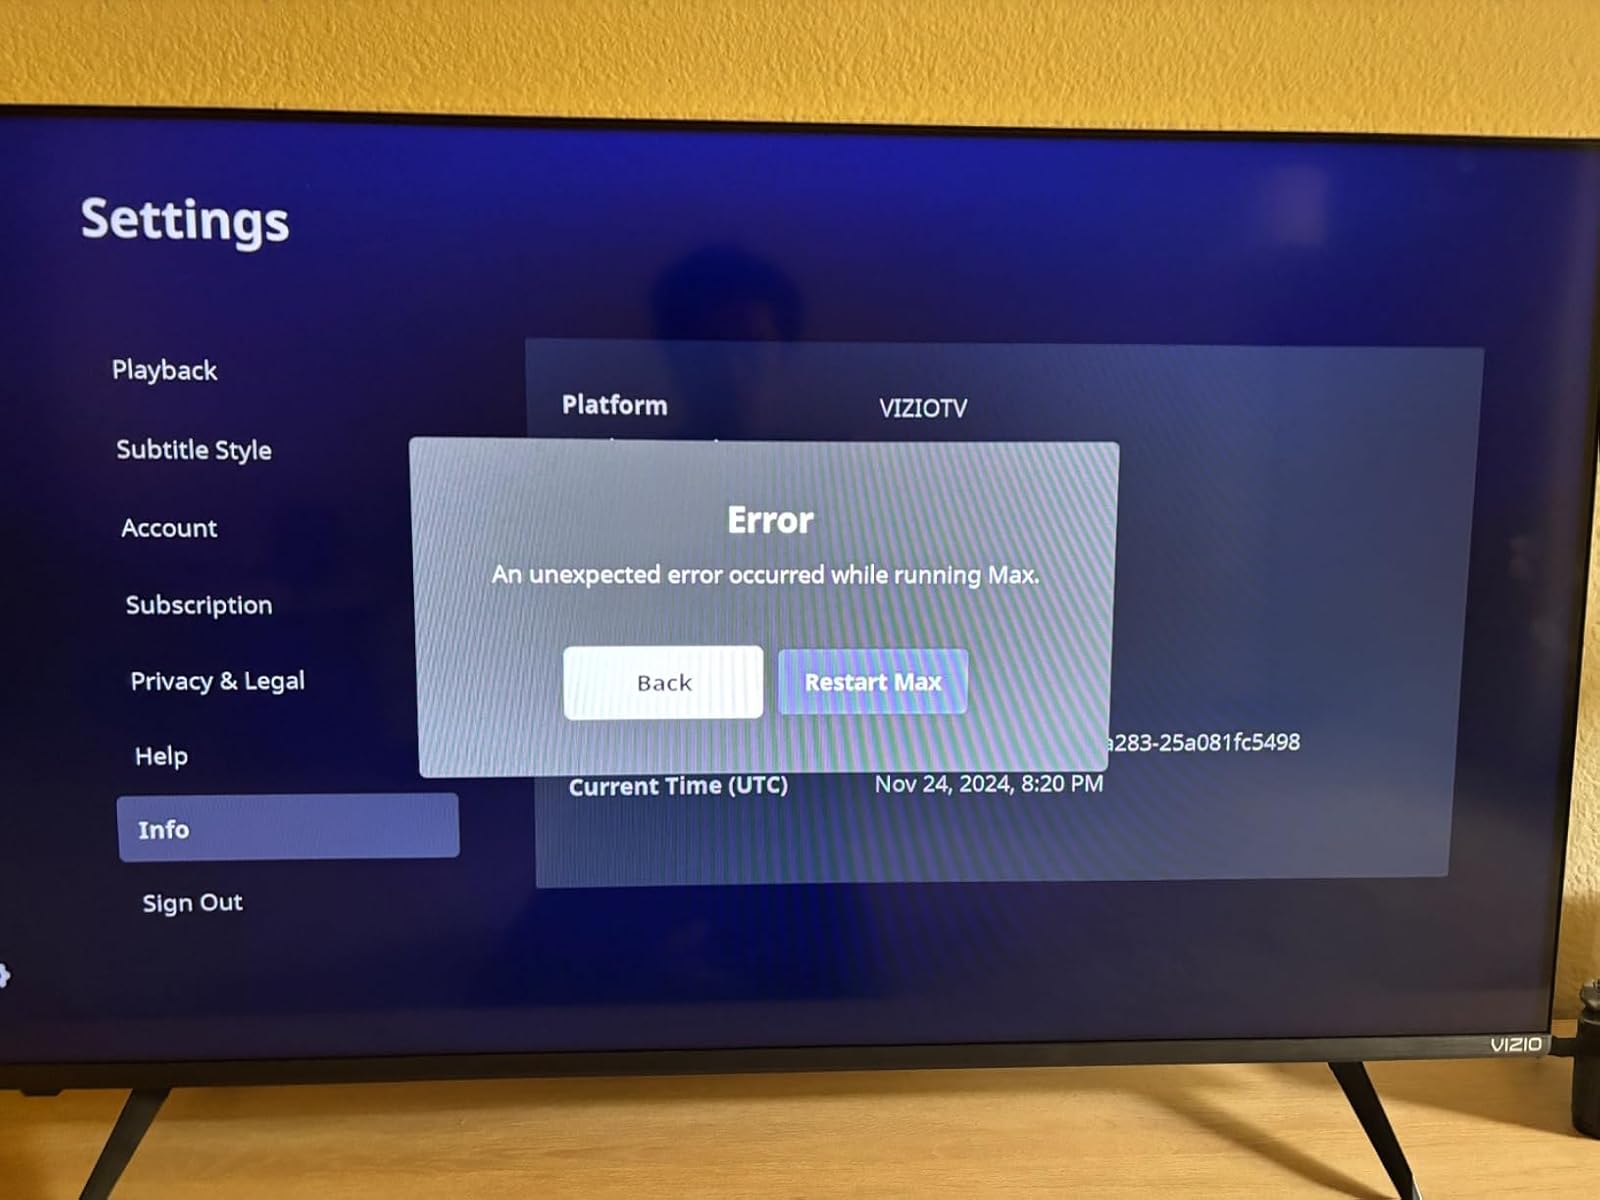 Settings
Playback
Subtitle Style
Account
Subscription
Privacy & Legal
Help
Info
Sign Out
Platform VIZIOTV
Error
An unexpected error occurred while running Max.
Back
Restart Max
a283-25a081fc5498
Current Time (UTC) Nov 24, 2024, 8:20 PM
VIZIO